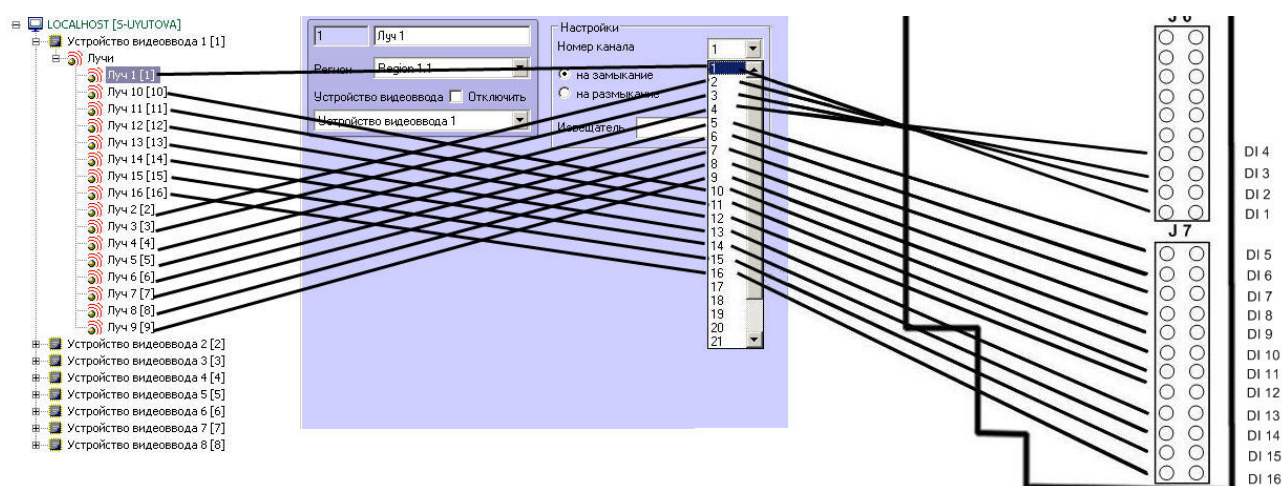 LOCALHOST [S-UYUTOVA]
Устройство видеоввода 1 [1]
Лучи
Луч 1 [1]
Луч 10 [10]
Луч 11 [11]
Луч 12 [12]
Луч 13 [13]
Луч 14 [14]
Луч 15 [15]
Луч 16 [16]
Луч 2 [2]
Луч 3 [3]
Луч 4 [4]
Луч 5 [5]
Луч 6 [6]
Луч 7 [7]
Луч 8 [8]
Луч 9 [9]
Устройство видеоввода 2 [2]
Устройство видеоввода 3 [3]
Устройство видеоввода 4 [4]
Устройство видеоввода 5 [5]
Устройство видеоввода 6 [6]
Устройство видеоввода 7 [7]
Устройство видеоввода 8 [8]
1
Луч 1
Регион
Region 1.1
Устройство видеоввода
Отключить
Устройство видеоввода 1
Настройки
Номер канала
1
на замыкание
на размыкание
Извещатель
1
2
3
4
5
6
7
8
9
10
11
12
13
14
15
16
17
18
19
20
21
J 6
DI 4
DI 3
DI 2
DI 1
J 7
DI 5
DI 6
DI 7
DI 8
DI 9
DI 10
DI 11
DI 12
DI 13
DI 14
DI 15
DI 16